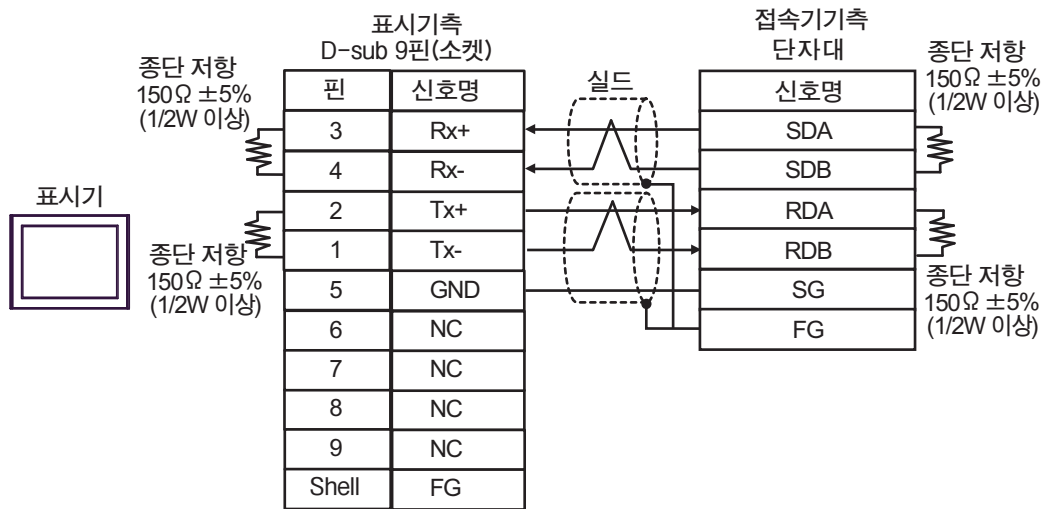 표시기측
D-sub 9핀(소켓)
접속기기측
단자대
종단 저항
150Ω ±5%
(1/2W 이상)
종단 저항
150Ω ±5%
(1/2W 이상)
핀 신호명
실드
신호명
3 Rx+
SDA
4 Rx-
SDB
표시기
2 Tx+
RDA
1 Tx-
RDB
종단 저항
150Ω ±5%
(1/2W 이상)
종단 저항
150Ω ±5%
(1/2W 이상)
5 GND
SG
6 NC
FG
7 NC
8 NC
9 NC
Shell FG